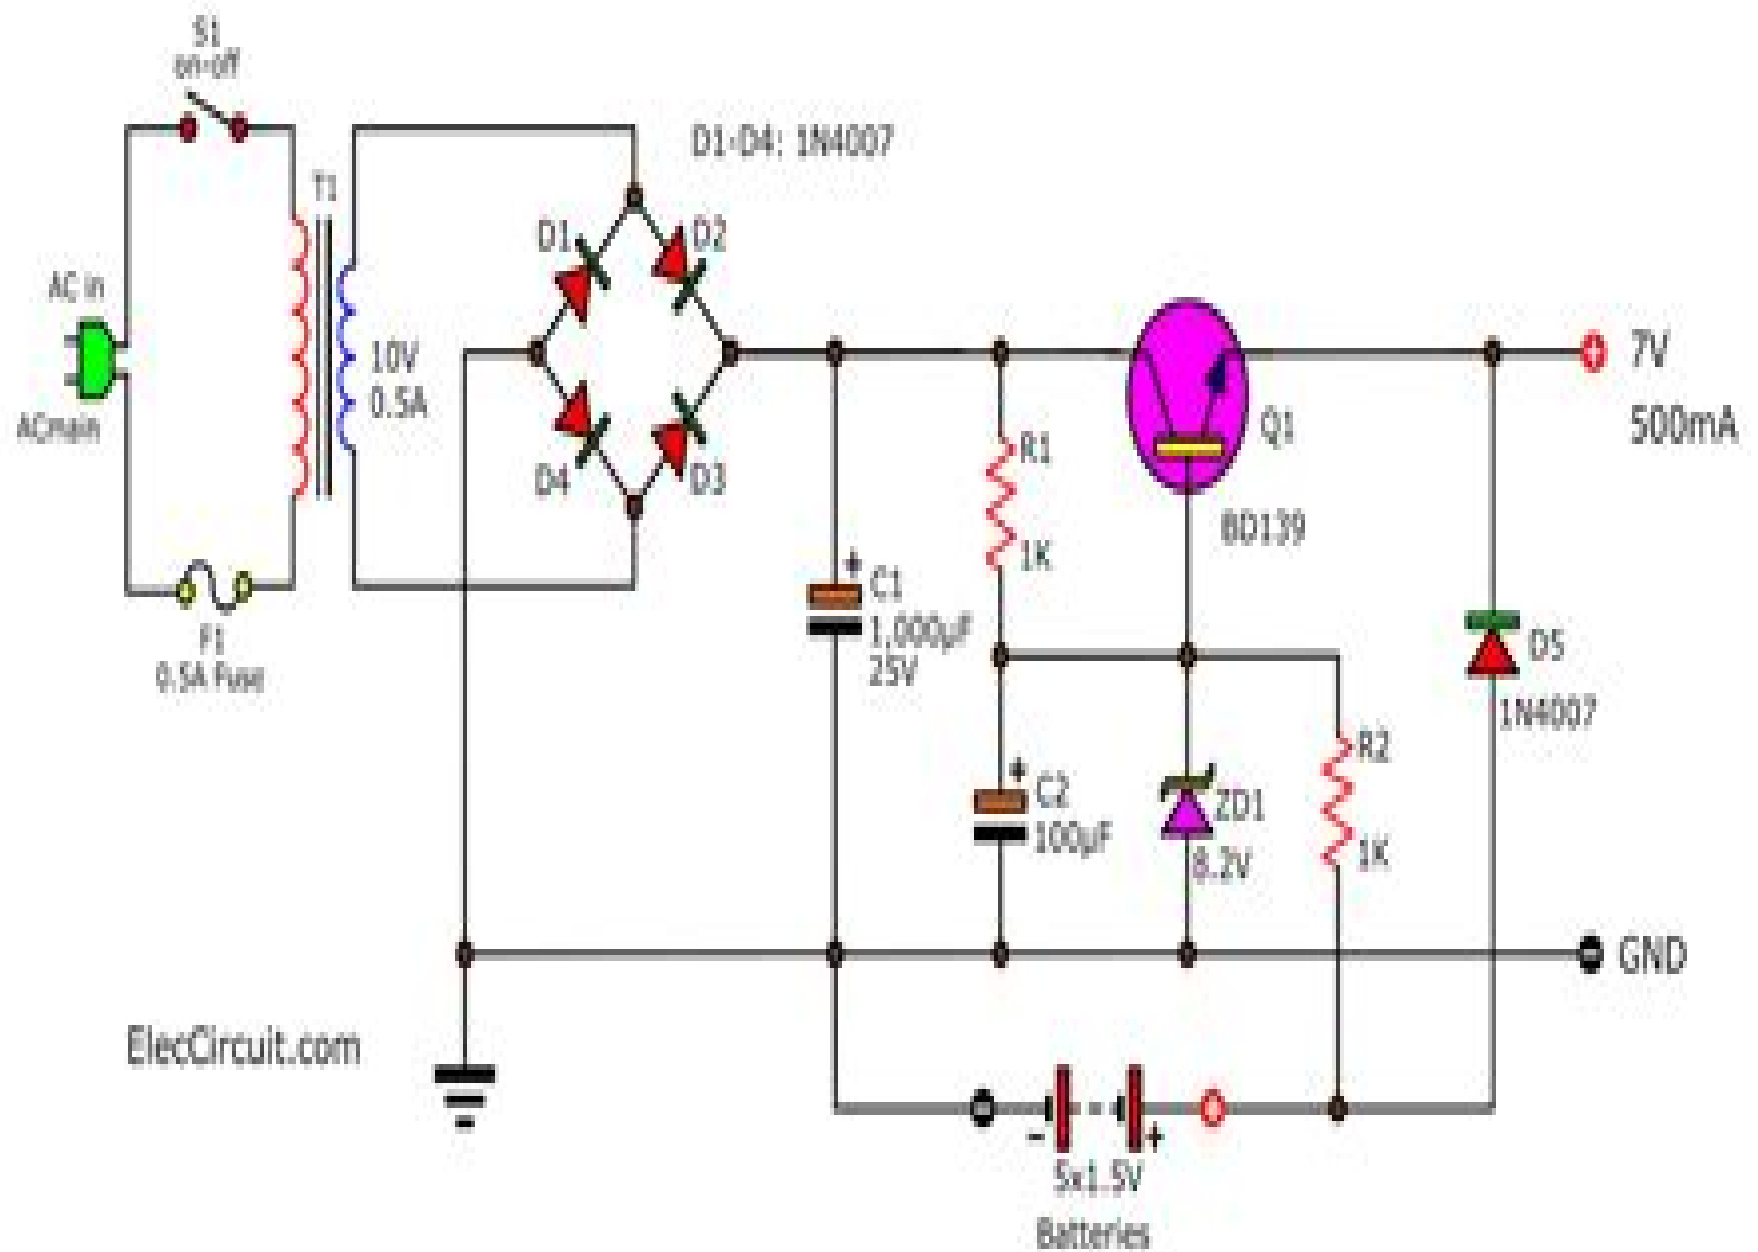 S1
on-off
D1-D4: 1N4007
T1
D1
D2
AC in
10V
0.5A
ACmain
D4
D3
7V
500mA
Q1
BD139
R1
1K
+
C1
1,000µF
25V
F1
0.5A Fuse
D5
1N4007
R2
1K
+
C2
100µF
ZD1
8.2V
GND
ElecCircuit.com
- +
5x1.5V
Batteries